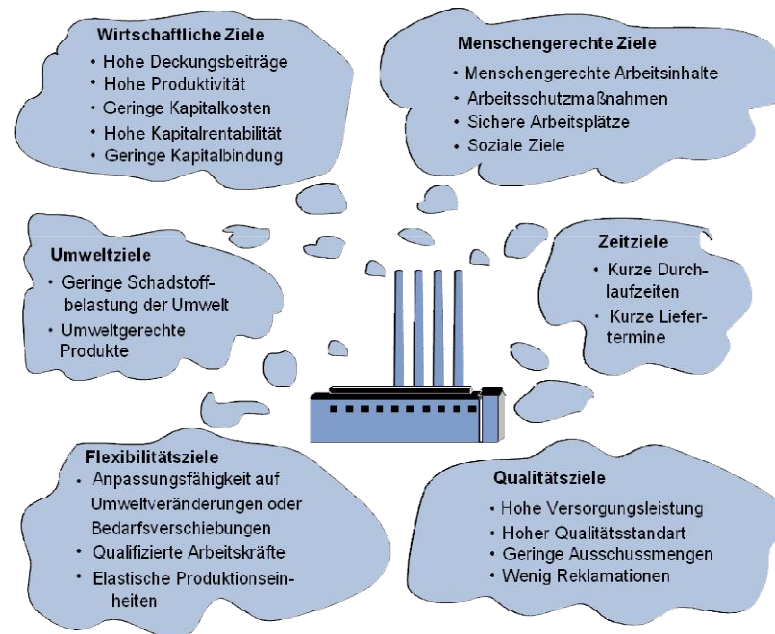 Wirtschaftliche Ziele
• Hohe Deckungsbeiträge
• Hohe Produktivität
• Geringe Kapitalkosten
• Hohe Kapitalrentabilität
• Geringe Kapitalbindung
Menschengerechte Ziele
• Menschengerechte Arbeitsinhalte
• Arbeitsschutzmaßnahmen
• Sichere Arbeitsplätze
• Soziale Ziele
Umweltziele
• Geringe Schadstoff-
belastung der Umwelt
• Umweltgerechte
Produkte
Zeitziele
• Kurze Durch-
laufzeiten
• Kurze Liefer-
termine
Flexibilitätsziele
• Anpassungsfähigkeit auf
Umweltveränderungen oder
Bedarfsverschiebungen
• Qualifizierte Arbeitskräfte
• Elastische Produktionsein-
heiten
Qualitätsziele
• Hohe Versorgungsleistung
• Hoher Qualitätsstandart
• Geringe Ausschussmengen
• Wenig Reklamationen